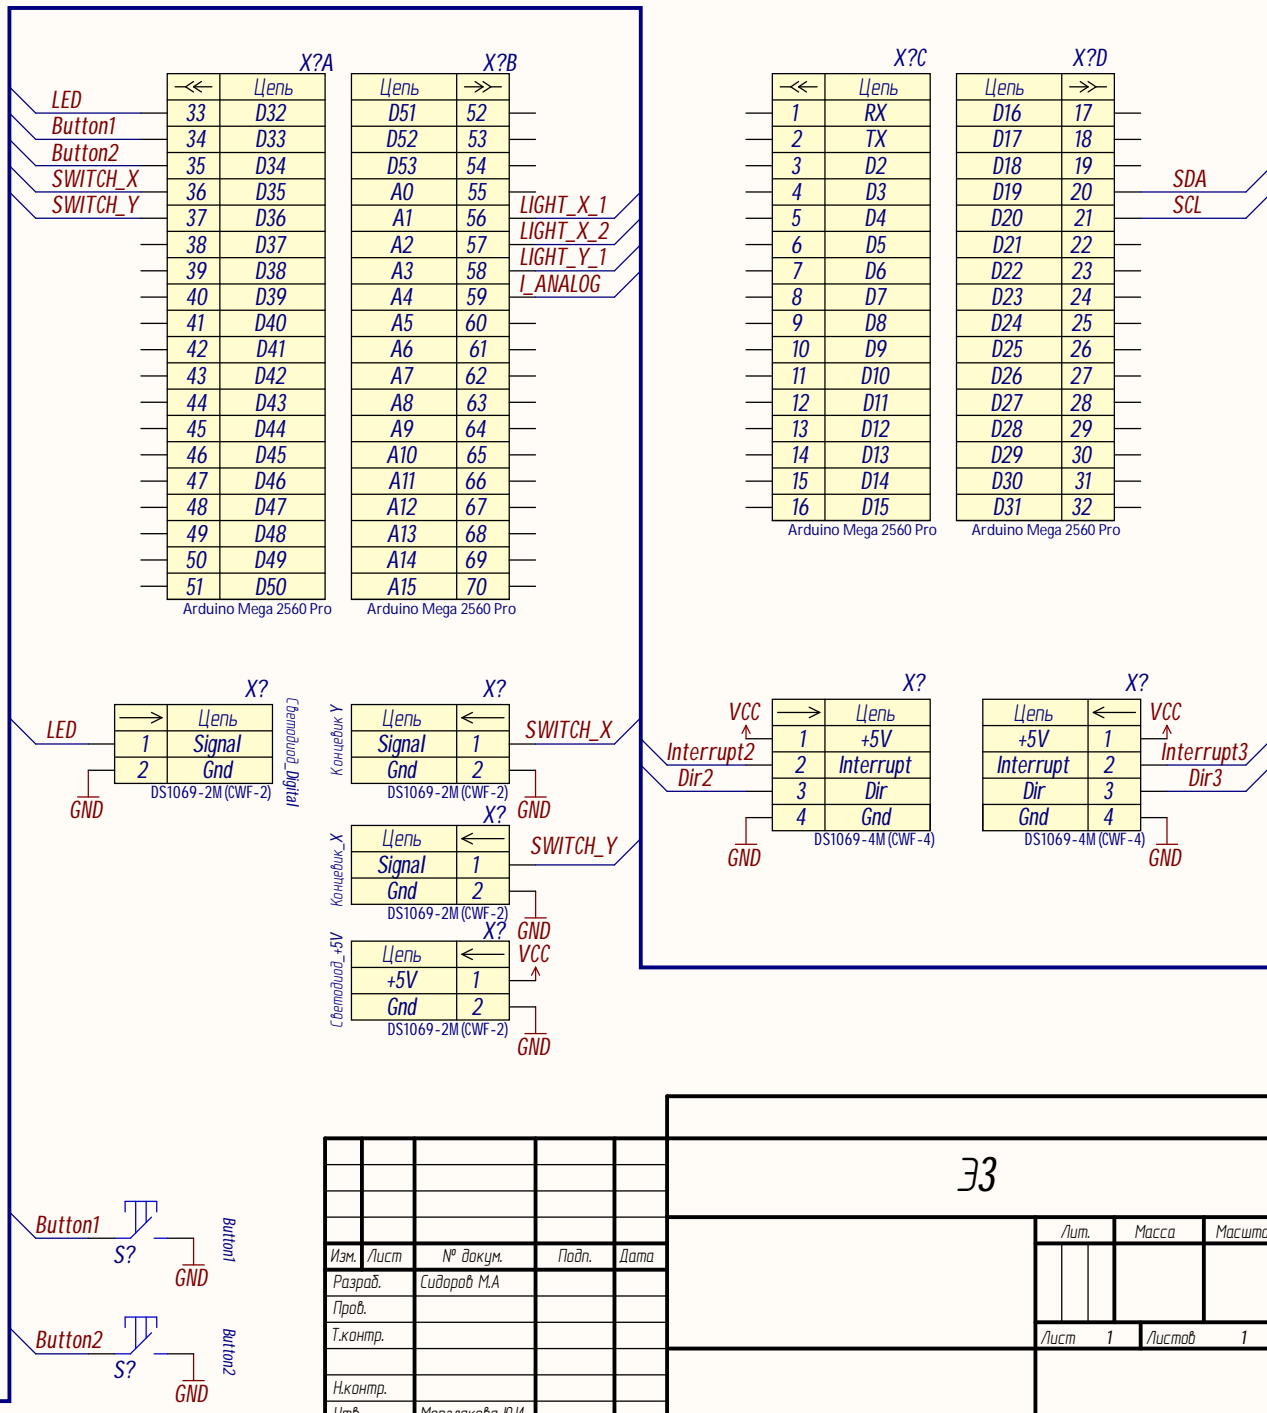 X?A
Цепь
LED
33 D32
Button1
34 D33
Button2
35 D34
SWITCH_X
36 D35
SWITCH_Y
37 D36
38 D37
39 D38
40 D39
41 D40
42 D41
43 D42
44 D43
45 D44
46 D45
47 D46
48 D47
49 D48
50 D49
51 D50
Arduino Mega 2560 Pro
X?B
Цепь
D51 52
D52 53
D53 54
A0 55
LIGHT_X_1
A1 56
LIGHT_X_2
A2 57
LIGHT_Y_1
A3 58
I_ANALOG
A4 59
A5 60
A6 61
A7 62
A8 63
A9 64
A10 65
A11 66
A12 67
A13 68
A14 69
A15 70
Arduino Mega 2560 Pro
X?C
Цепь
1 RX
2 TX
3 D2
4 D3
5 D4
6 D5
7 D6
8 D7
9 D8
10 D9
11 D10
12 D11
13 D12
14 D13
15 D14
16 D15
Arduino Mega 2560 Pro
X?D
Цепь
D16 17
D17 18
D18 19
SDA
D19 20
SCL
D20 21
D21 22
D22 23
D23 24
D24 25
D25 26
D26 27
D27 28
D28 29
D29 30
D30 31
D31 32
Arduino Mega 2560 Pro
X?
Цепь
LED
1 Signal
2 Gnd
GND
DS1069-2M (CWF-2)
Светодиод_Digital
X?
Концевик Y
Цепь
SWITCH_X
Signal 1
Gnd 2
DS1069-2M (CWF-2)
GND
X?
Концевик_X
Цепь
SWITCH_Y
Signal 1
Gnd 2
DS1069-2M (CWF-2)
GND
X?
Светодиод_+5V
Цепь
VCC
+5V 1
Gnd 2
DS1069-2M (CWF-2)
GND
X?
VCC
Цепь
1 +5V
Interrupt2
2 Interrupt
Dir2
3 Dir
4 Gnd
GND
DS1069-4M (CWF-4)
X?
VCC
Цепь
+5V 1
Interrupt3
Interrupt 2
Dir3
Dir 3
Gnd 4
DS1069-4M (CWF-4)
GND
Button1
S?
GND
Button1
Button2
S?
GND
Button2
Э3
Лит. Масса
Изм. Лист № докум. Подп. Дата
Разраб. Сидоров М.А
Пров.
Т.контр.
Лист 1 Листов 1
Н.контр.